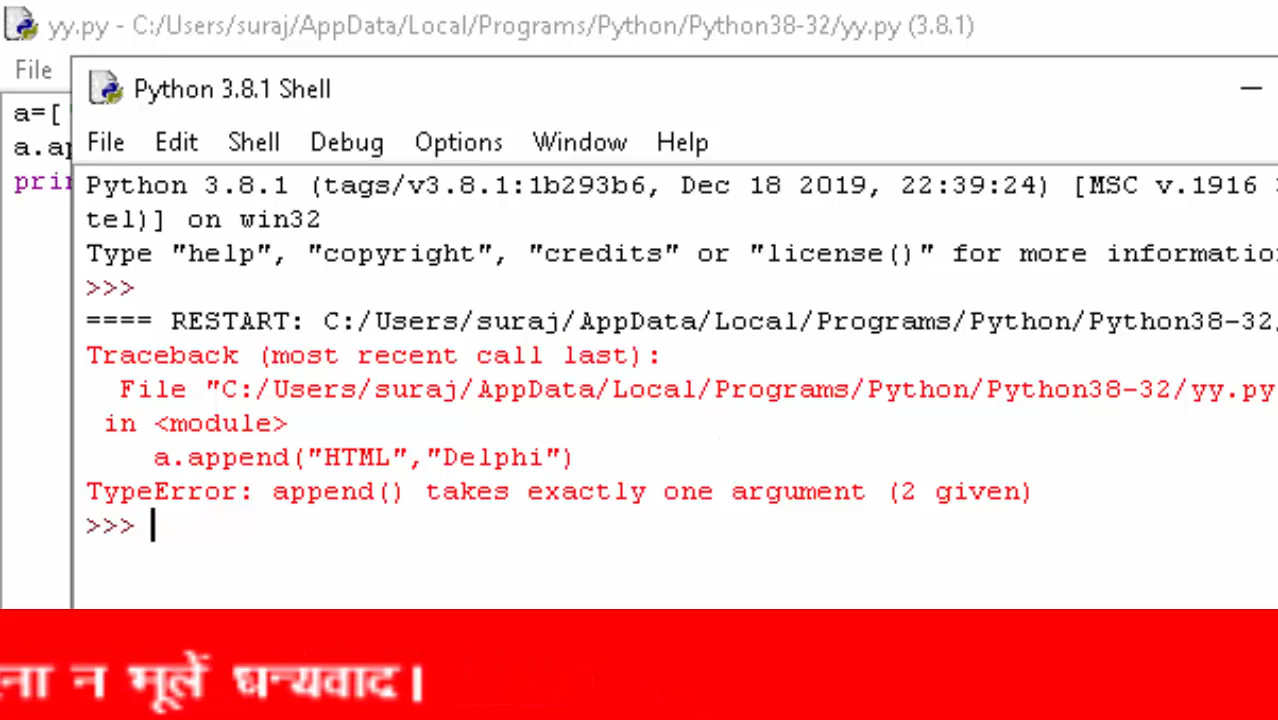 yy.py - C:/Users/suraj/AppData/Local/Programs/Python/Python38-32/yy.py (3.8.1)
File
Python 3.8.1 Shell
File Edit Shell Debug Options Window Help
a=[
a.ap
prin
Python 3.8.1 (tags/v3.8.1:1b293b6, Dec 18 2019, 22:39:24) [MSC v.1916
tel)] on win32
Type "help", "copyright", "credits" or "license()" for more informatio
>>>
==== RESTART: C:/Users/suraj/AppData/Local/Programs/Python/Python38-32
Traceback (most recent call last):
File "C:/Users/suraj/AppData/Local/Programs/Python/Python38-32/yy.py
in <module>
a.append("HTML","Delphi")
TypeError: append() takes exactly one argument (2 given)
>>>
न भूलें धन्यवाद।